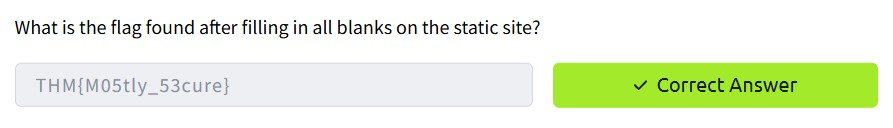 What is the flag found after filling in all blanks on the static site?
THM{M05tly_53cure}
✓ Correct Answer